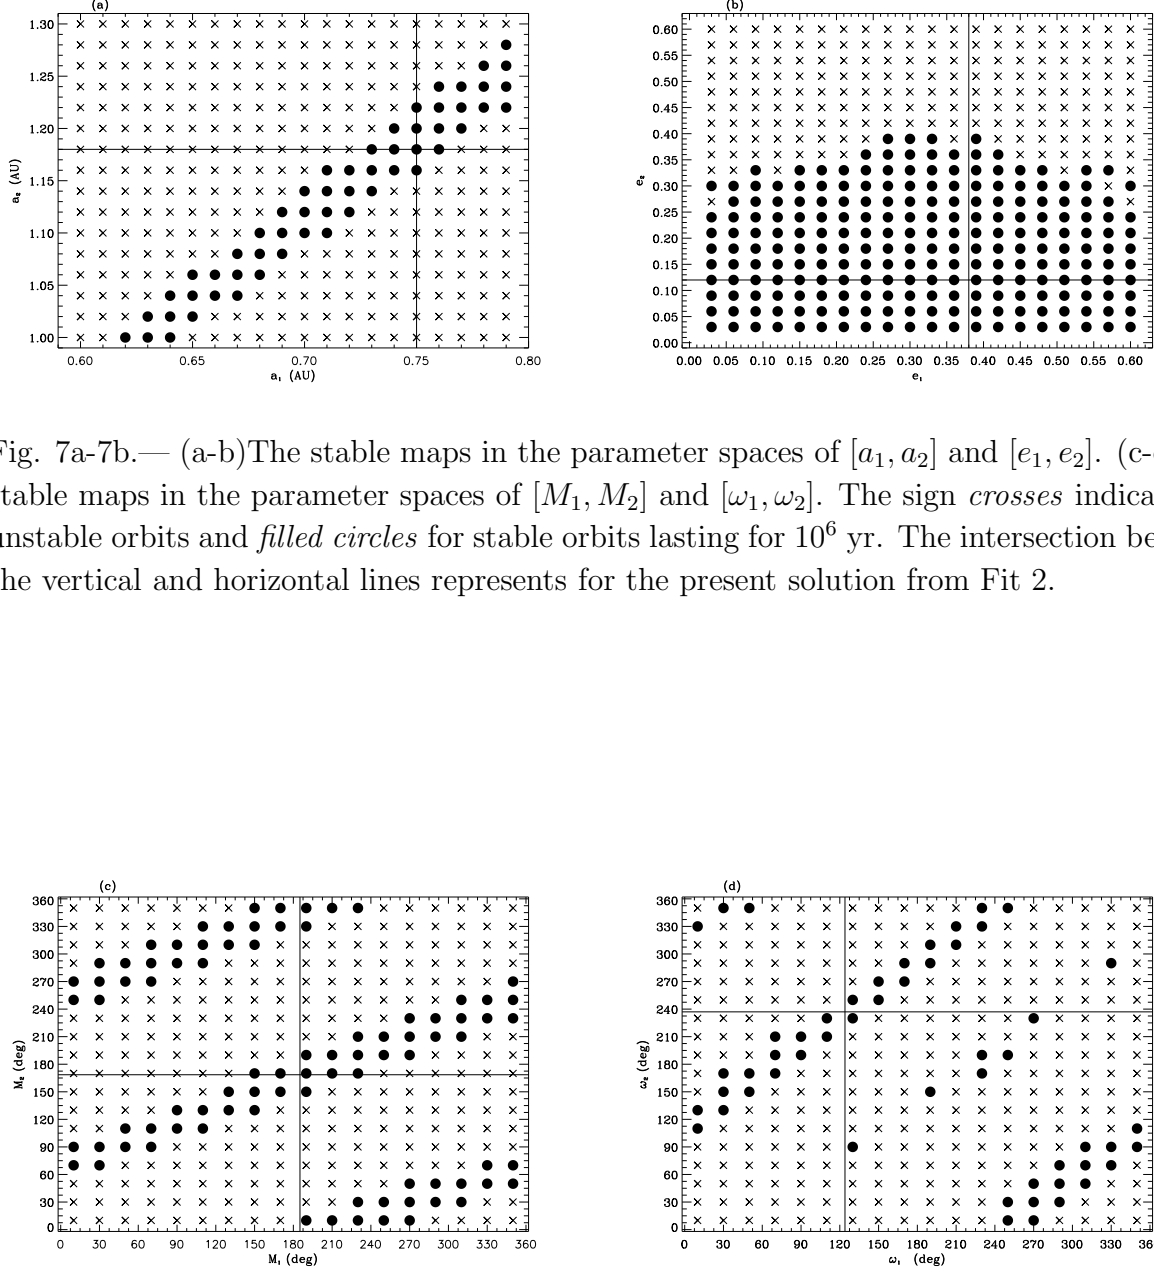 (a)
1.30
1.25
1.20
1.15
1.10
1.05
1.00
a₂ (AU)
0.60 0.65 0.70 0.75 0.80
a₁ (AU)
(b)
0.60
0.55
0.50
0.45
0.40
0.35
0.30
0.25
0.20
0.15
0.10
0.05
0.00
e₂
0.00 0.05 0.10 0.15 0.20 0.25 0.30 0.35 0.40 0.45 0.50 0.55 0.60
e₁
Fig. 7a-7b.— (a-b)The stable maps in the parameter spaces of [a₁, a₂] and [e₁, e₂]. (c-
table maps in the parameter spaces of [M₁, M₂] and [ω₁, ω₂]. The sign crosses indica
unstable orbits and filled circles for stable orbits lasting for 10⁶ yr. The intersection be
he vertical and horizontal lines represents for the present solution from Fit 2.
(c)
360
330
300
270
240
210
180
150
120
90
60
30
0
M₂ (deg)
0 30 60 90 120 150 180 210 240 270 300 330 360
M₁ (deg)
(d)
360
330
300
270
240
210
180
150
120
90
60
30
0
ω₂ (deg)
0 30 60 90 120 150 180 210 240 270 300 330 36
ω₁ (deg)